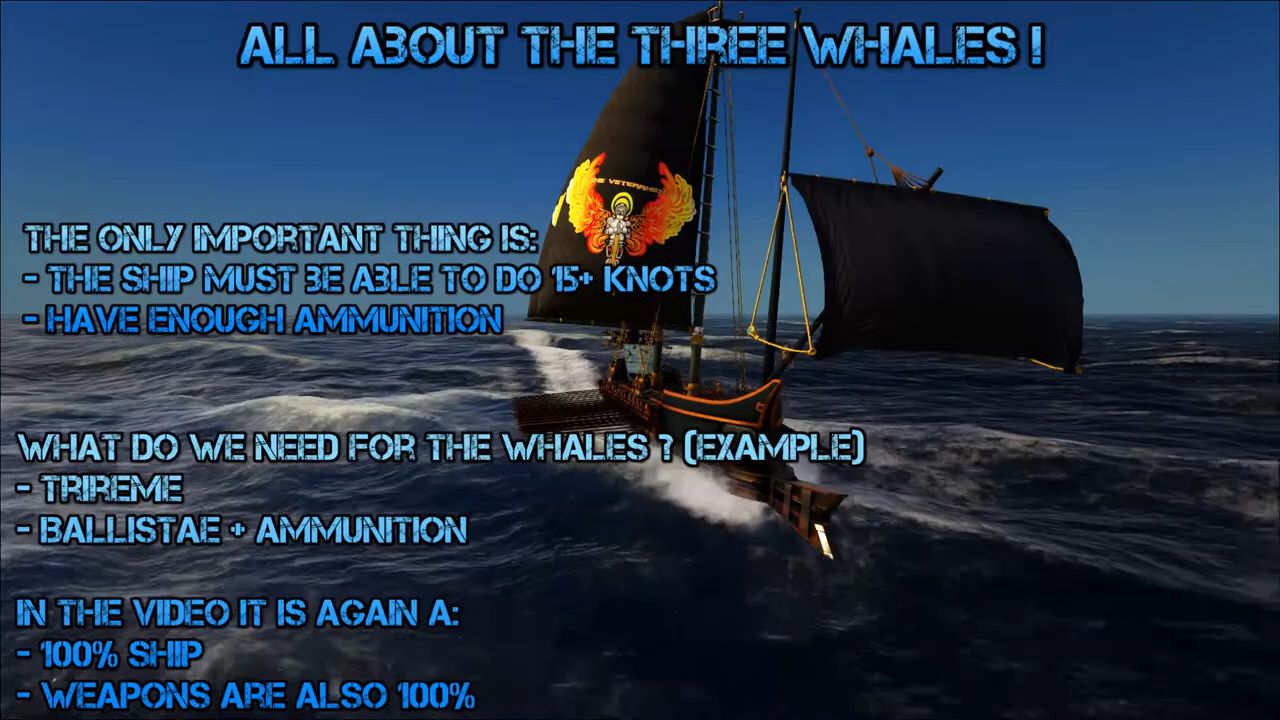 ALL ABOUT THE THREE WHALES !
THE VETERANS
THE ONLY IMPORTANT THING IS:
- THE SHIP MUST BE ABLE TO DO 15+ KNOTS
- HAVE ENOUGH AMMUNITION
WHAT DO WE NEED FOR THE WHALES ? (EXAMPLE)
- TRIREME
- BALLISTAE + AMMUNITION
IN THE VIDEO IT IS AGAIN A:
- 100% SHIP
- WEAPONS ARE ALSO 100%